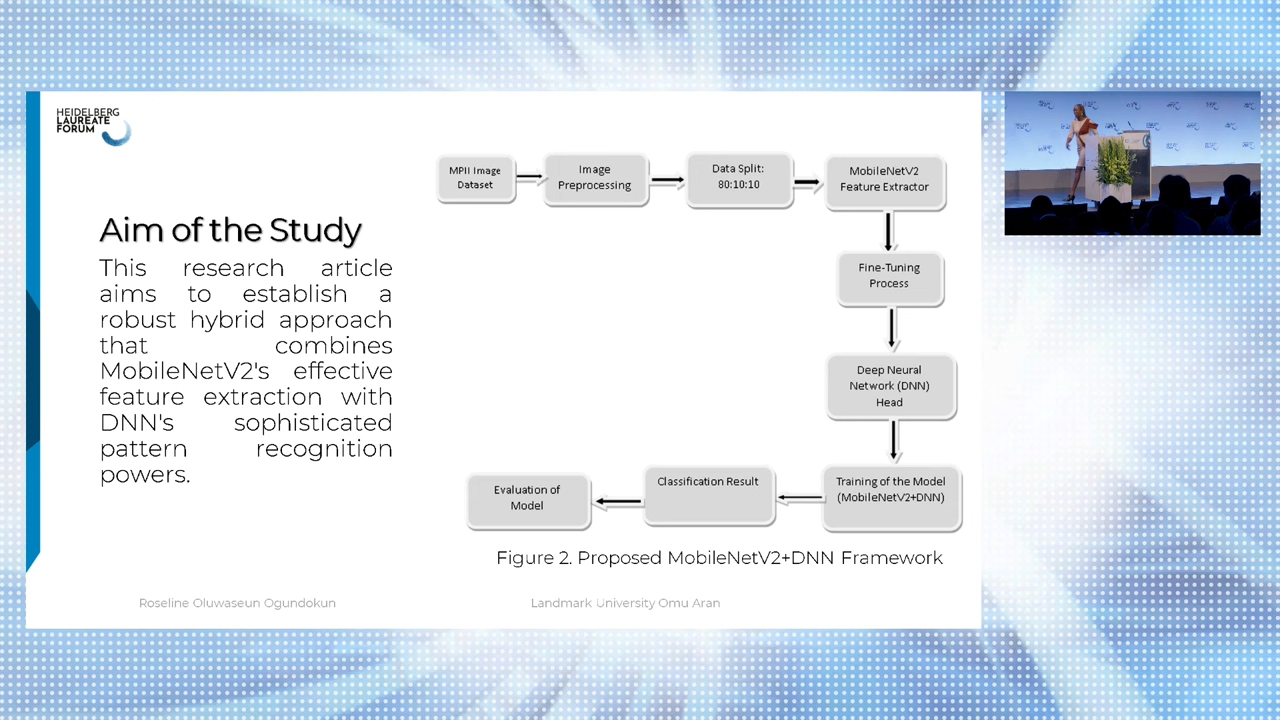 HEIDELBERG
LAUREATE
FORUM
Aim of the Study
This research article
aims to establish a
robust hybrid approach
that combines
MobileNetV2's effective
feature extraction with
DNN's sophisticated
pattern recognition
powers.
MPII Image
Dataset
Image
Preprocessing
Data Split:
80:10:10
MobileNetV2
Feature Extractor
Fine-Tuning
Process
Deep Neural
Network (DNN)
Head
Training of the Model
(MobileNetV2+DNN)
Classification Result
Evaluation of
Model
Figure 2. Proposed MobileNetV2+DNN Framework
Roseline Oluwaseun Ogundokun
Landmark University Omu Aran